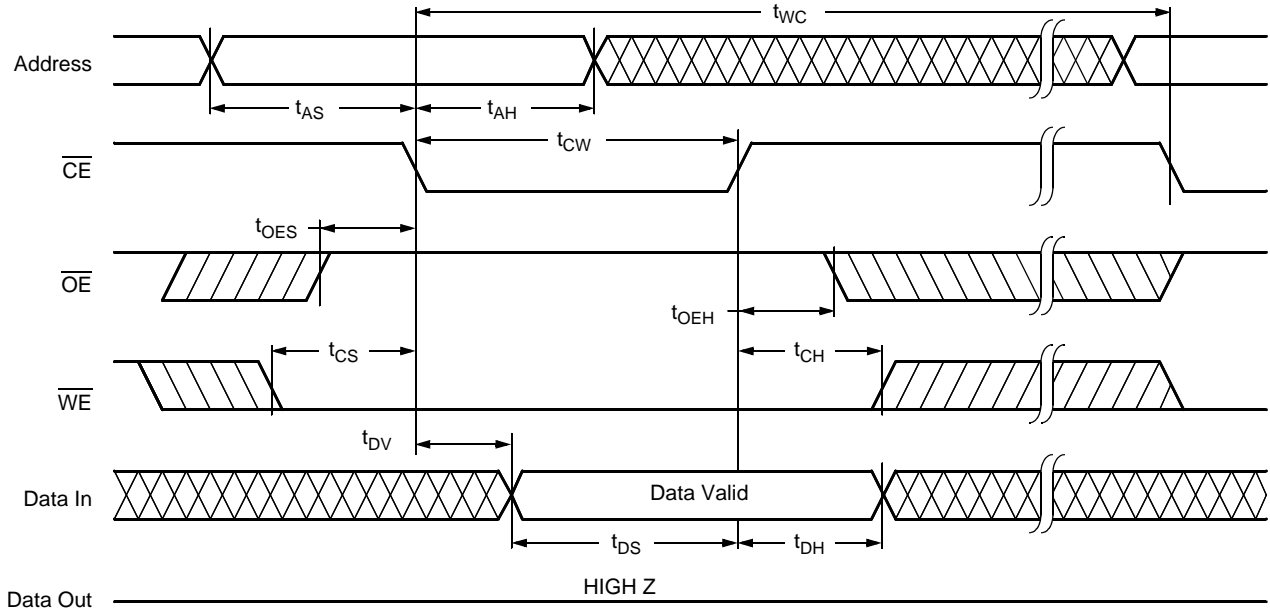 tWC
Address
tAS
tAH
tCW
CE
tOES
OE
tOEH
tCS
tCH
WE
tDV
Data In
Data Valid
tDS
tDH
HIGH Z
Data Out